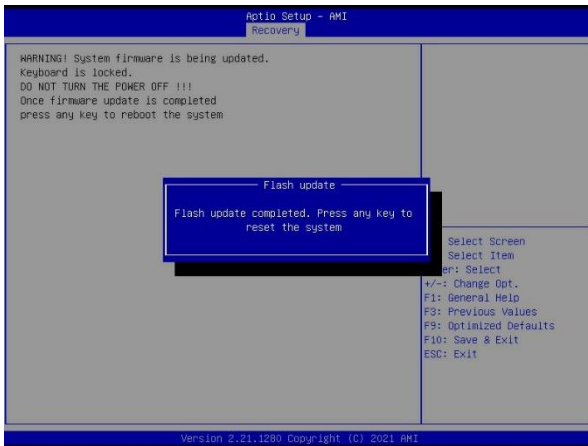 Aptio Setup - AMI
Recovery
WARNING! System firmware is being updated.
Keyboard is locked.
DO NOT TURN THE POWER OFF !!!
Once firmware update is completed
press any key to reboot the system
Flash update
Flash update completed. Press any key to
reset the system
Select Screen
Select Item
er: Select
+/-: Change Opt.
F1: General Help
F3: Previous Values
F9: Optimized Defaults
F10: Save & Exit
ESC: Exit
Version 2.21.1280 Copyright (C) 2021 AMI